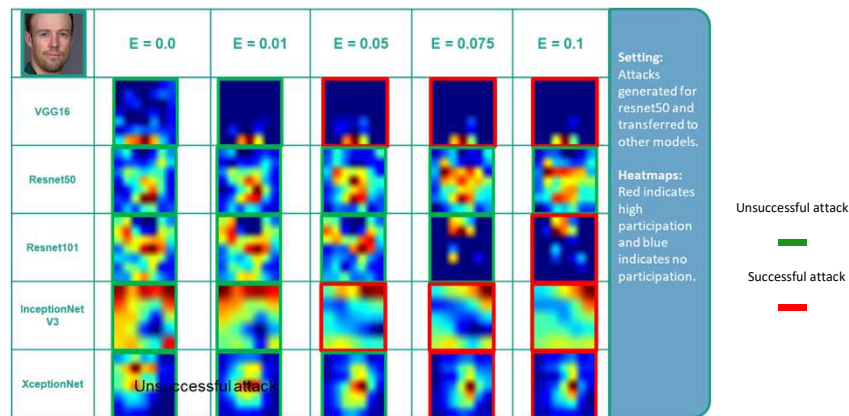 E = 0.0
E = 0.01
E = 0.05
E = 0.075
E = 0.1
VGG16
Resnet50
Resnet101
InceptionNet
V3
XceptionNet
Unsuccessful attack
Setting:
Attacks
generated for
resnet50 and
transferred to
other models.
Heatmaps:
Red indicates
high
participation
and blue
indicates no
participation.
Unsuccessful attack
Successful attack